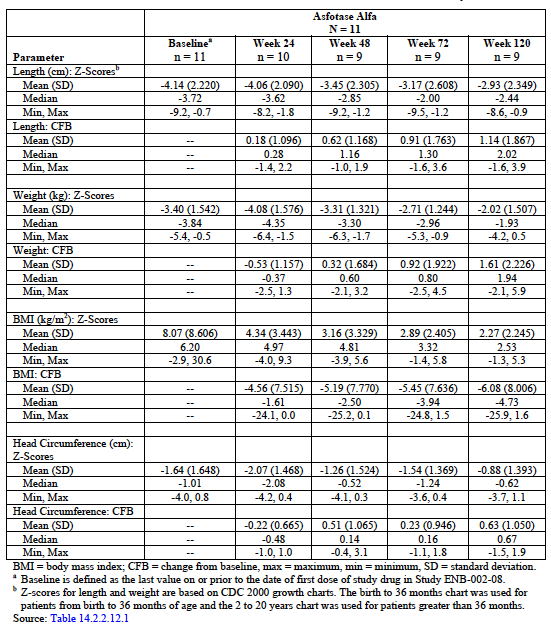 Asfotase Alfa
N = 11
Parameter Baselineᵃ n = 11 Week 24 n = 10 Week 48 n = 9 Week 72 n = 9 Week 120 n = 9
Length (cm): Z-Scoresᵇ
Mean (SD) -4.14 (2.220) -4.06 (2.090) -3.45 (2.305) -3.17 (2.608) -2.93 (2.349)
Median -3.72 -3.62 -2.85 -2.00 -2.44
Min, Max -9.2, -0.7 -8.2, -1.8 -9.2, -1.2 -9.5, -1.2 -8.6, -0.9
Length: CFB
Mean (SD) -- 0.18 (1.096) 0.62 (1.168) 0.91 (1.763) 1.14 (1.867)
Median -- 0.28 1.16 1.30 2.02
Min, Max -- -1.4, 2.2 -1.0, 1.9 -1.6, 3.6 -1.6, 3.9
Weight (kg): Z-Scores
Mean (SD) -3.40 (1.542) -4.08 (1.576) -3.31 (1.321) -2.71 (1.244) -2.02 (1.507)
Median -3.84 -4.35 -3.30 -2.96 -1.93
Min, Max -5.4, -0.5 -6.4, -1.5 -6.3, -1.7 -5.3, -0.9 -4.2, 0.5
Weight: CFB
Mean (SD) -- -0.53 (1.157) 0.32 (1.684) 0.92 (1.922) 1.61 (2.226)
Median -- -0.37 0.60 0.80 1.94
Min, Max -- -2.5, 1.3 -2.1, 3.2 -2.5, 4.5 -2.1, 5.9
BMI (kg/m²): Z-Scores
Mean (SD) 8.07 (8.606) 4.34 (3.443) 3.16 (3.329) 2.89 (2.405) 2.27 (2.245)
Median 6.20 4.97 4.81 3.32 2.53
Min, Max -2.9, 30.6 -4.0, 9.3 -3.9, 5.6 -1.4, 5.8 -1.3, 5.3
BMI: CFB
Mean (SD) -- -4.56 (7.515) -5.19 (7.770) -5.45 (7.636) -6.08 (8.006)
Median -- -1.61 -2.50 -3.94 -4.73
Min, Max -- -24.1, 0.0 -25.2, 0.1 -24.8, 1.5 -25.9, 1.6
Head Circumference (cm):
Z-Scores
Mean (SD) -1.64 (1.648) -2.07 (1.468) -1.26 (1.524) -1.54 (1.369) -0.88 (1.393)
Median -1.01 -2.08 -0.52 -1.24 -0.62
Min, Max -4.0, 0.8 -4.2, 0.4 -4.1, 0.3 -3.6, 0.4 -3.7, 1.1
Head Circumference: CFB
Mean (SD) -- -0.22 (0.665) 0.51 (1.065) 0.23 (0.946) 0.63 (1.050)
Median -- -0.48 0.14 0.16 0.67
Min, Max -- -1.0, 1.0 -0.4, 3.1 -1.1, 1.8 -1.5, 1.9
BMI = body mass index; CFB = change from baseline, max = maximum, min = minimum, SD = standard deviation.
ᵃ Baseline is defined as the last value on or prior to the date of first dose of study drug in Study ENB-002-08.
ᵇ Z-scores for length and weight are based on CDC 2000 growth charts. The birth to 36 months chart was used for
patients from birth to 36 months of age and the 2 to 20 years chart was used for patients greater than 36 months.
Source: Table 14.2.2.12.1